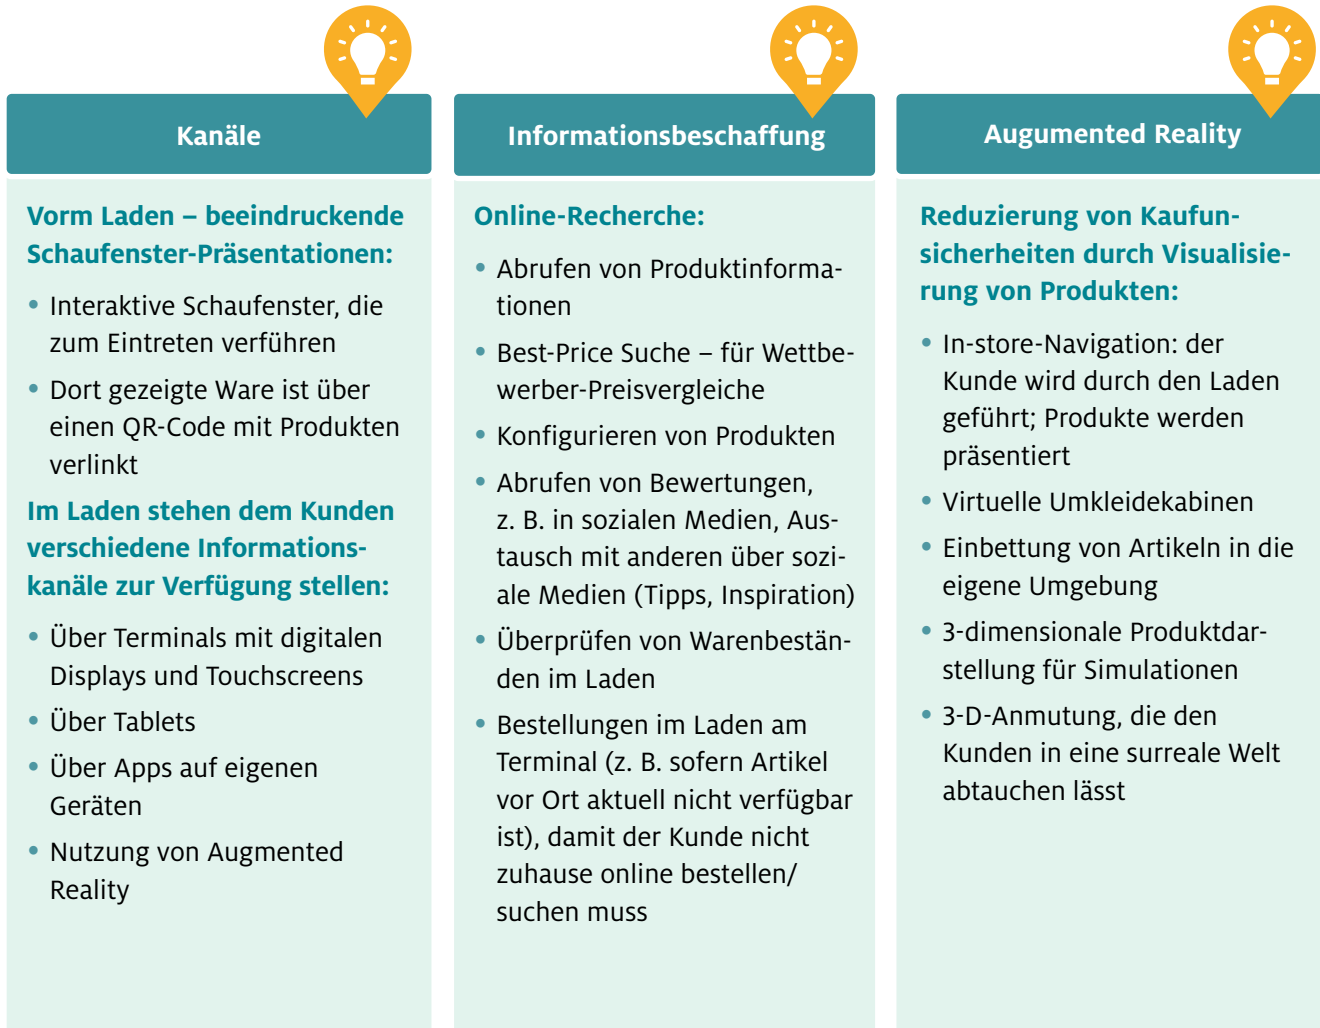 Kanäle
Vorm Laden – beeindruckende
Schaufenster-Präsentationen:
• Interaktive Schaufenster, die
zum Eintreten verführen
• Dort gezeigte Ware ist über
einen QR-Code mit Produkten
verlinkt
Im Laden stehen dem Kunden
verschiedene Informations-
kanäle zur Verfügung stellen:
• Über Terminals mit digitalen
Displays und Touchscreens
• Über Tablets
• Über Apps auf eigenen
Geräten
• Nutzung von Augmented
Reality
Informationsbeschaffung
Online-Recherche:
• Abrufen von Produktinforma-
tionen
• Best-Price Suche – für Wettbe-
werber-Preisvergleiche
• Konfigurieren von Produkten
• Abrufen von Bewertungen,
z. B. in sozialen Medien, Aus-
tausch mit anderen über sozi-
ale Medien (Tipps, Inspiration)
• Überprüfen von Warenbestän-
den im Laden
• Bestellungen im Laden am
Terminal (z. B. sofern Artikel
vor Ort aktuell nicht verfügbar
ist), damit der Kunde nicht
zuhause online bestellen/
suchen muss
Augumented Reality
Reduzierung von Kaufun-
sicherheiten durch Visualisie-
rung von Produkten:
• In-store-Navigation: der
Kunde wird durch den Laden
geführt; Produkte werden
präsentiert
• Virtuelle Umkleidekabinen
• Einbettung von Artikeln in die
eigene Umgebung
• 3-dimensionale Produktdar-
stellung für Simulationen
• 3-D-Anmutung, die den
Kunden in eine surreale Welt
abtauchen lässt